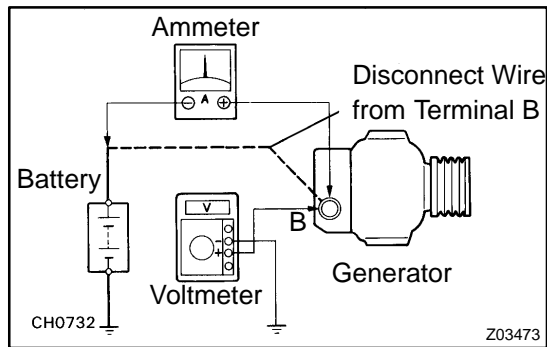 Ammeter
− A +
Disconnect Wire
from Terminal B
Battery
V
−
+
B
Voltmeter
Generator
CH0732
Z03473